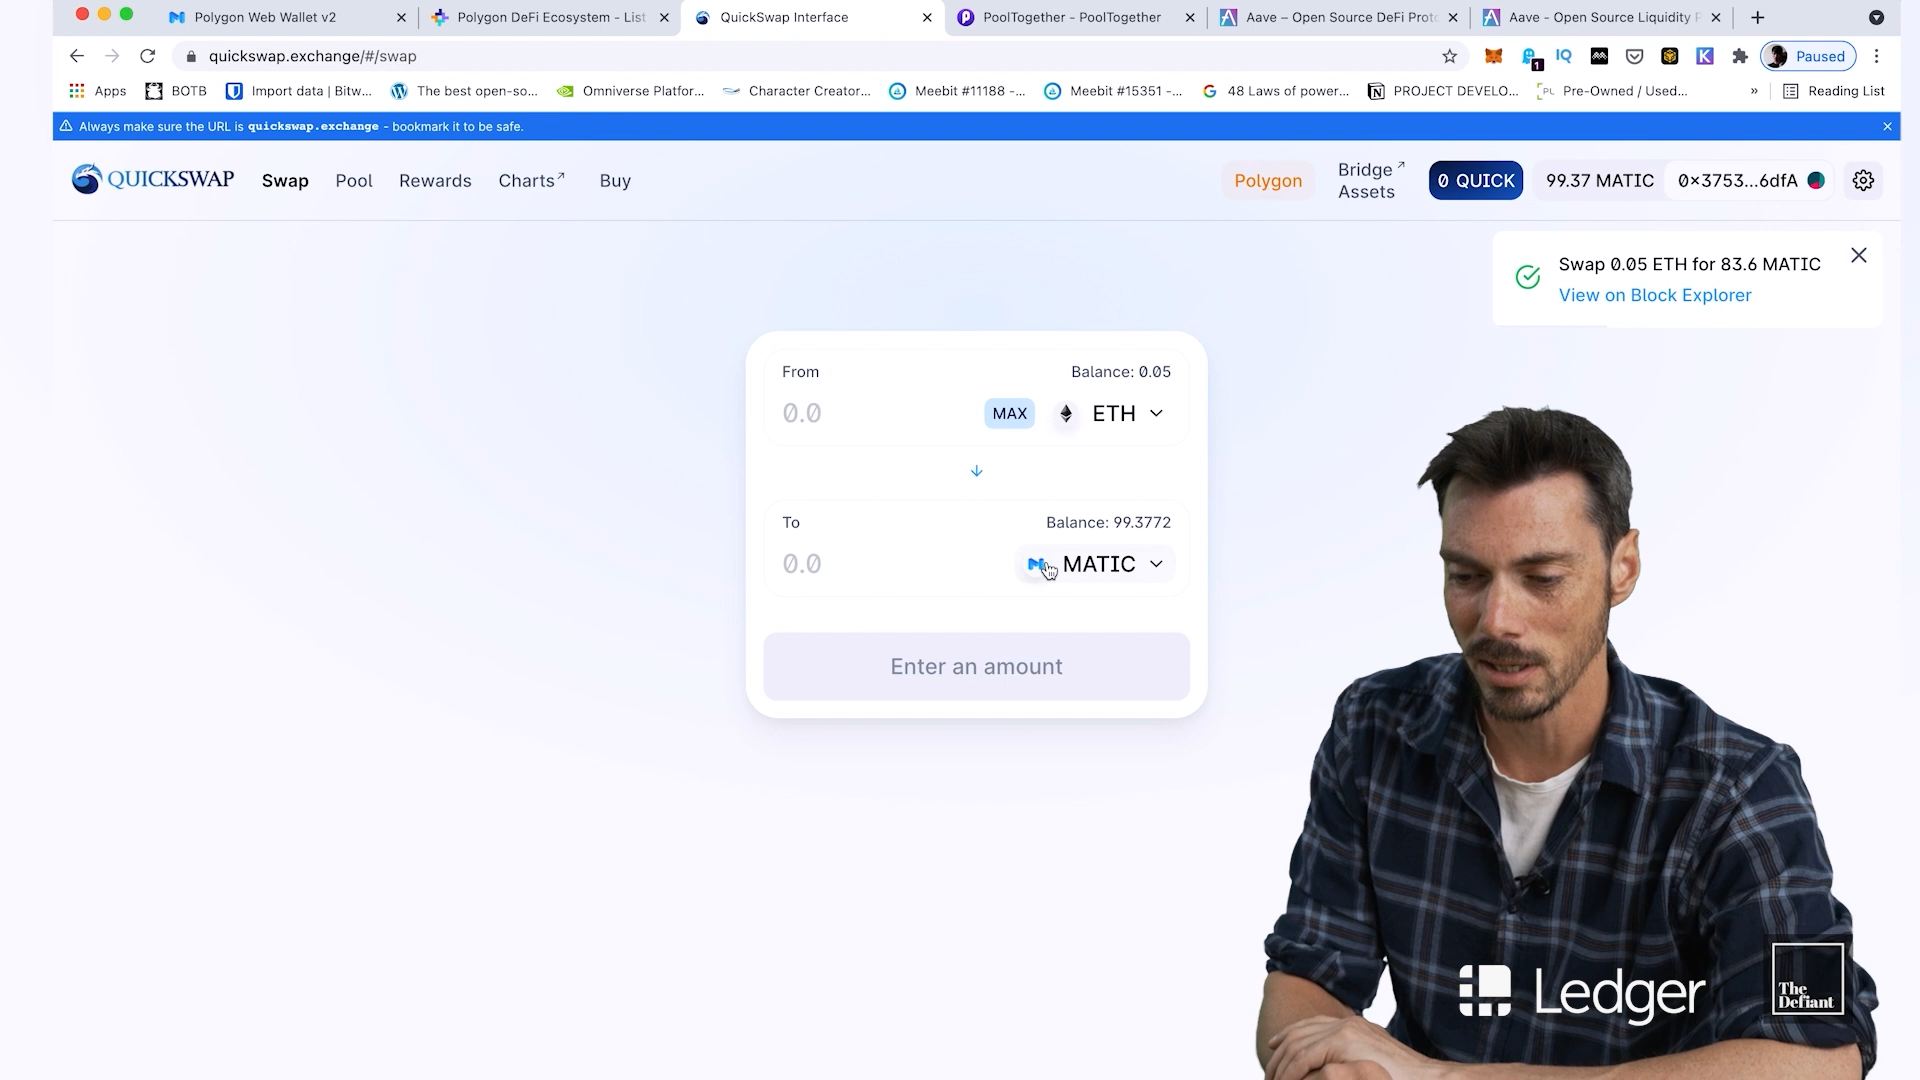 Polygon Web Wallet v2
Polygon DeFi Ecosystem - List
QuickSwap Interface
PoolTogether - PoolTogether
Aave – Open Source DeFi Proto
Aave - Open Source Liquidity P
quickswap.exchange/#/swap
1
IQ
K
Paused
Apps
BOTB
Import data | Bitw...
The best open-so...
Omniverse Platfor...
Character Creator...
Meebit #11188 -...
Meebit #15351 -...
48 Laws of power...
PROJECT DEVELO...
PL
Pre-Owned / Used...
»
Reading List
Always make sure the URL is quickswap.exchange - bookmark it to be safe.
QUICKSWAP
Swap
Pool
Rewards
Charts↗
Buy
Polygon
Bridge↗
Assets
0 QUICK
99.37 MATIC
0x3753...6dfA
Swap 0.05 ETH for 83.6 MATIC
View on Block Explorer
From
Balance: 0.05
0.0
MAX
ETH
To
Balance: 99.3772
0.0
MATIC
Enter an amount
Ledger
The
Defiant